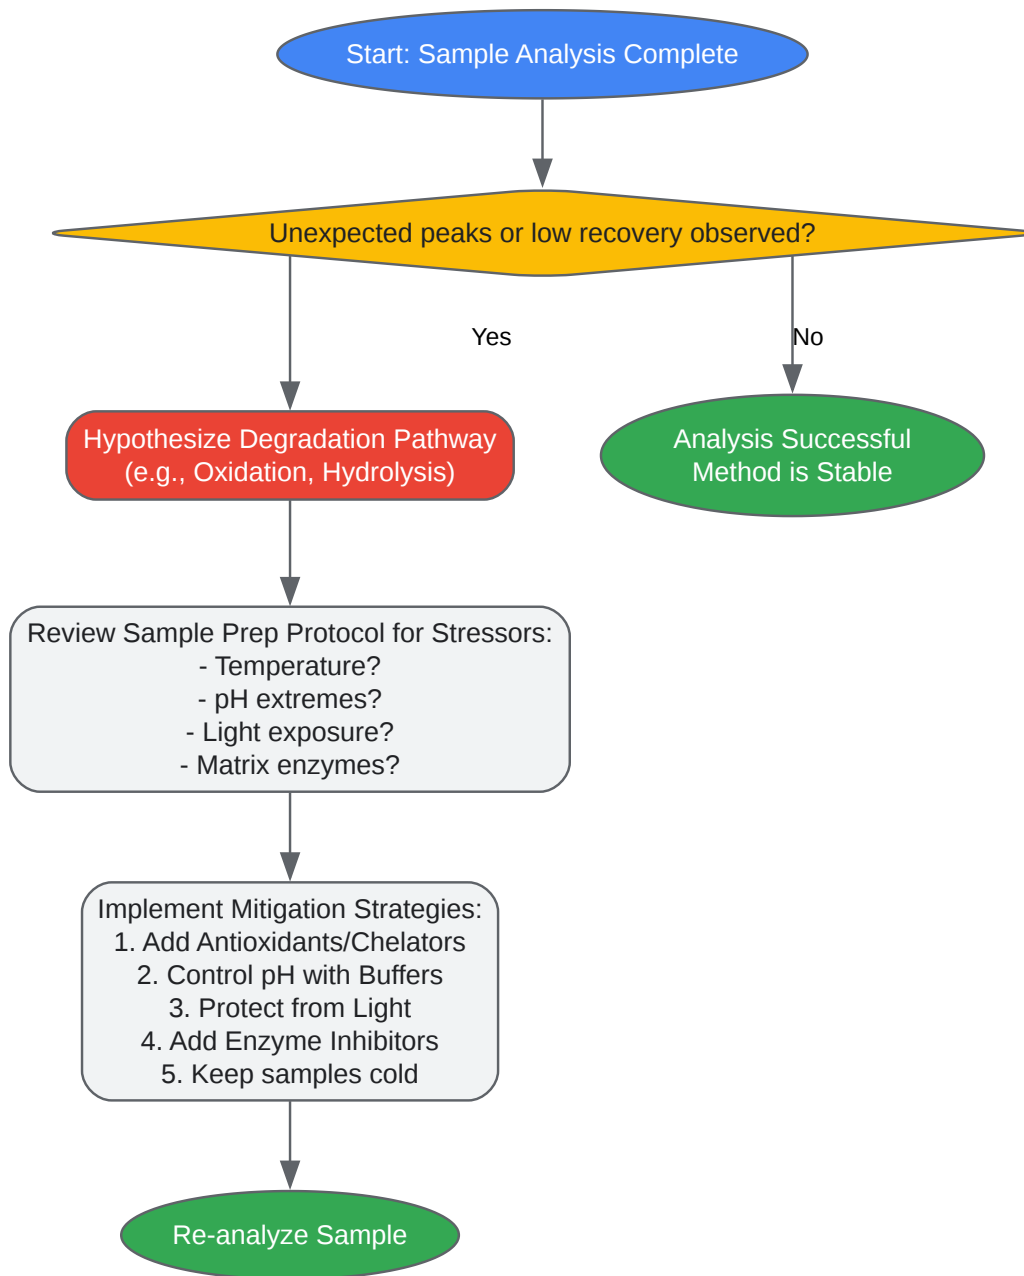 Start: Sample Analysis Complete
Unexpected peaks or low recovery observed?
Yes
No
Hypothesize Degradation Pathway
(e.g., Oxidation, Hydrolysis)
Analysis Successful
Method is Stable
Review Sample Prep Protocol for Stressors:
- Temperature?
- pH extremes?
- Light exposure?
- Matrix enzymes?
Implement Mitigation Strategies:
1. Add Antioxidants/Chelators
2. Control pH with Buffers
3. Protect from Light
4. Add Enzyme Inhibitors
5. Keep samples cold
Re-analyze Sample